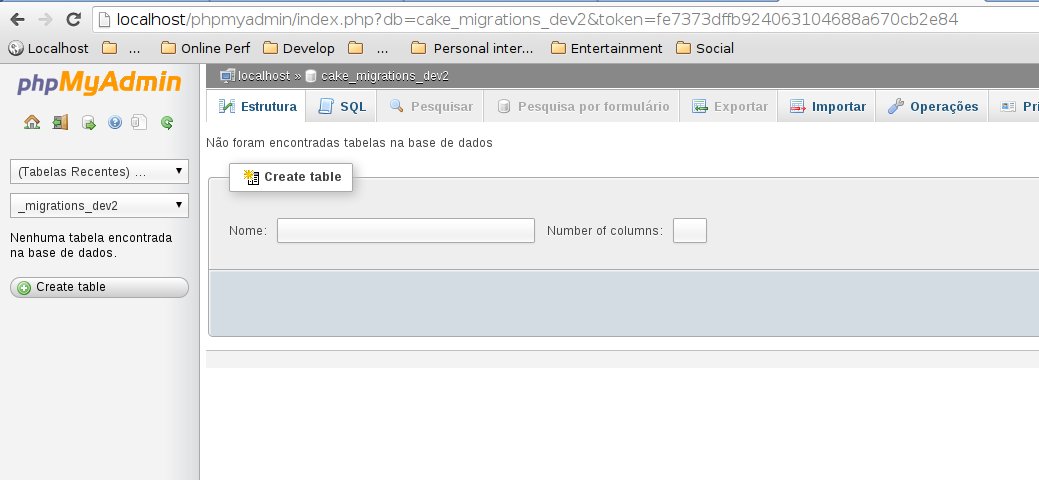 localhost/phpmyadmin/index.php?db=cake_migrations_dev2&token=fe7373dffb924063104688a670cb2e84
Localhost ... Online Perf Develop ... Personal inter... Entertainment Social
phpMyAdmin
localhost » cake_migrations_dev2
Estrutura SQL Pesquisar Pesquisa por formulário Exportar Importar Operações Pri
Não foram encontradas tabelas na base de dados
(Tabelas Recentes) ...
_migrations_dev2
Nenhuma tabela encontrada
na base de dados.
Create table
Create table
Nome: Number of columns: